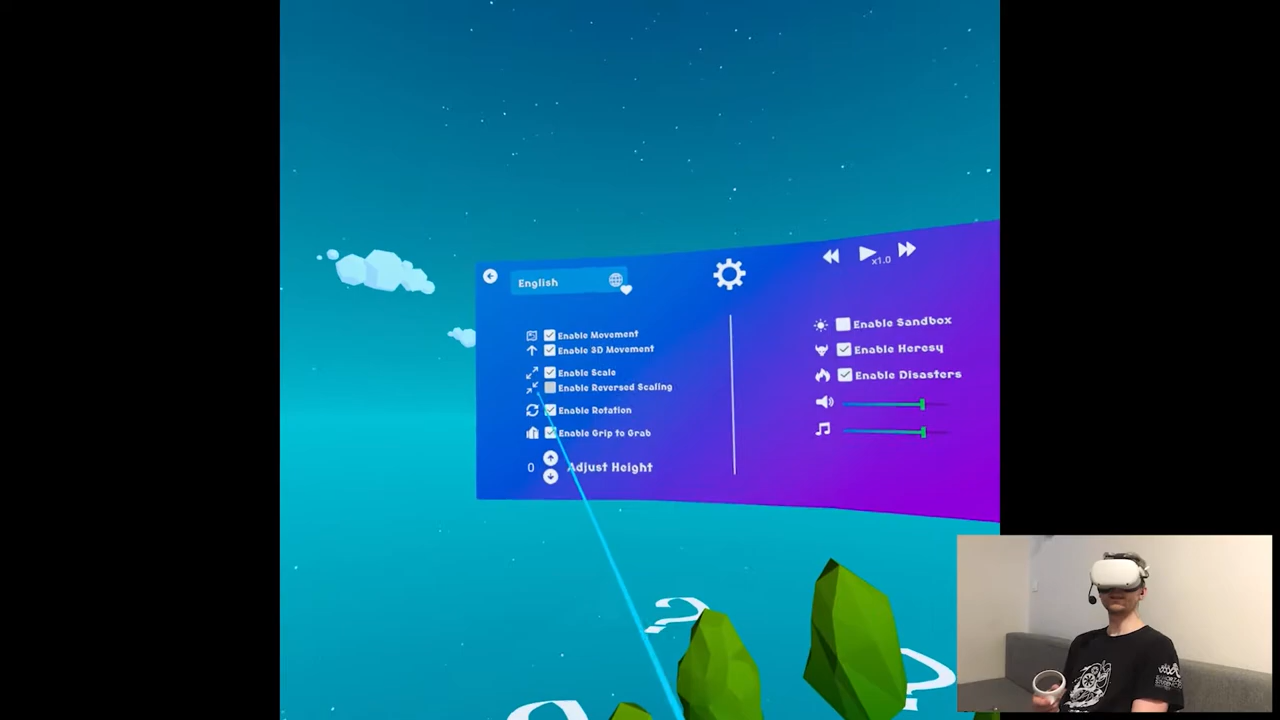 English
x1.0
Enable Movement
Enable 3D Movement
Enable Scale
Enable Reversed Scaling
Enable Rotation
Enable Grip to Grab
0
Adjust Height
Enable Sandbox
Enable Heresy
Enable Disasters
?
?